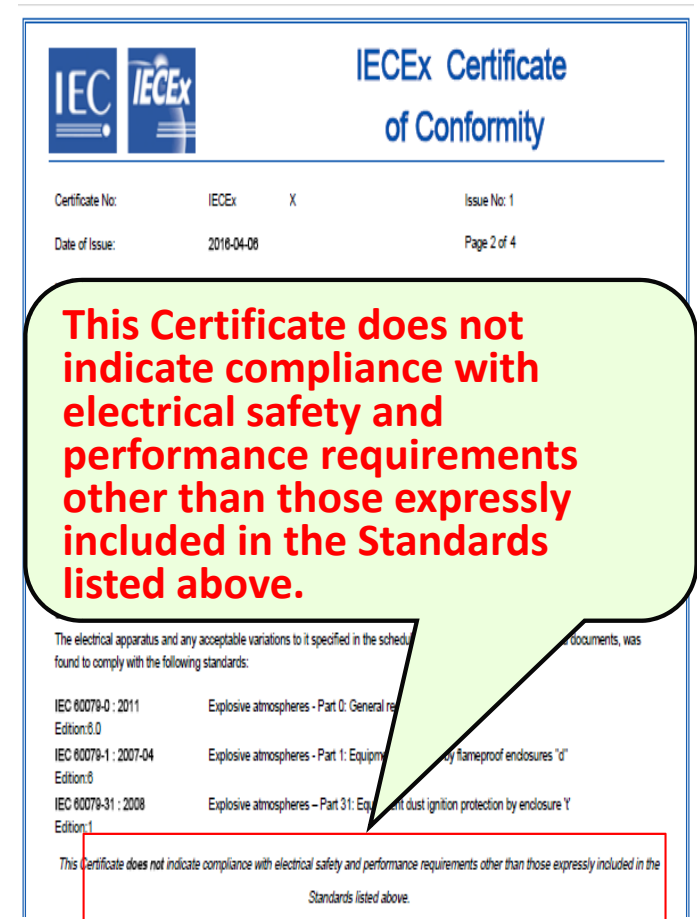 IEC IECEx
IECEx Certificate
of Conformity
Certificate No: IECEx X Issue No: 1
Date of Issue: 2016-04-06 Page 2 of 4
This Certificate does not
indicate compliance with
electrical safety and
performance requirements
other than those expressly
included in the Standards
listed above.
The electrical apparatus and any acceptable variations to it specified in the documents, was
found to comply with the following standards:
IEC 60079-0 : 2011 Explosive atmospheres - Part 0: General
Edition:6.0
IEC 60079-1 : 2007-04 Explosive atmospheres - Part 1: by flameproof enclosures "d"
Edition:6
IEC 60079-31 : 2008 Explosive atmospheres – Part 31: dust ignition protection by enclosure 't'
Edition:1
This Certificate does not indicate compliance with electrical safety and performance requirements other than those expressly included in the
Standards listed above.